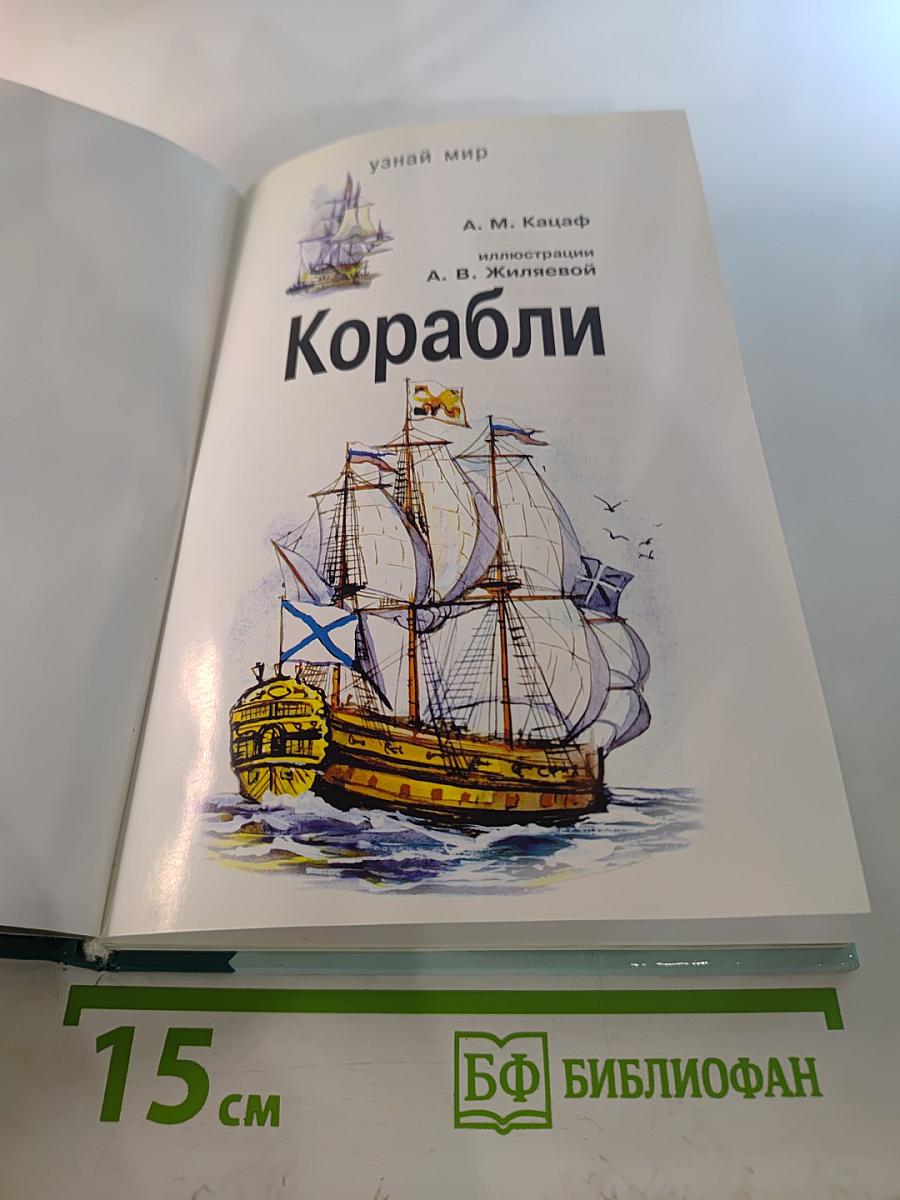 узнай мир
А. М. Кацаф
иллюстрации
А. В. Жиляевой
Корабли
15 см
БФ БИБЛИОФАН